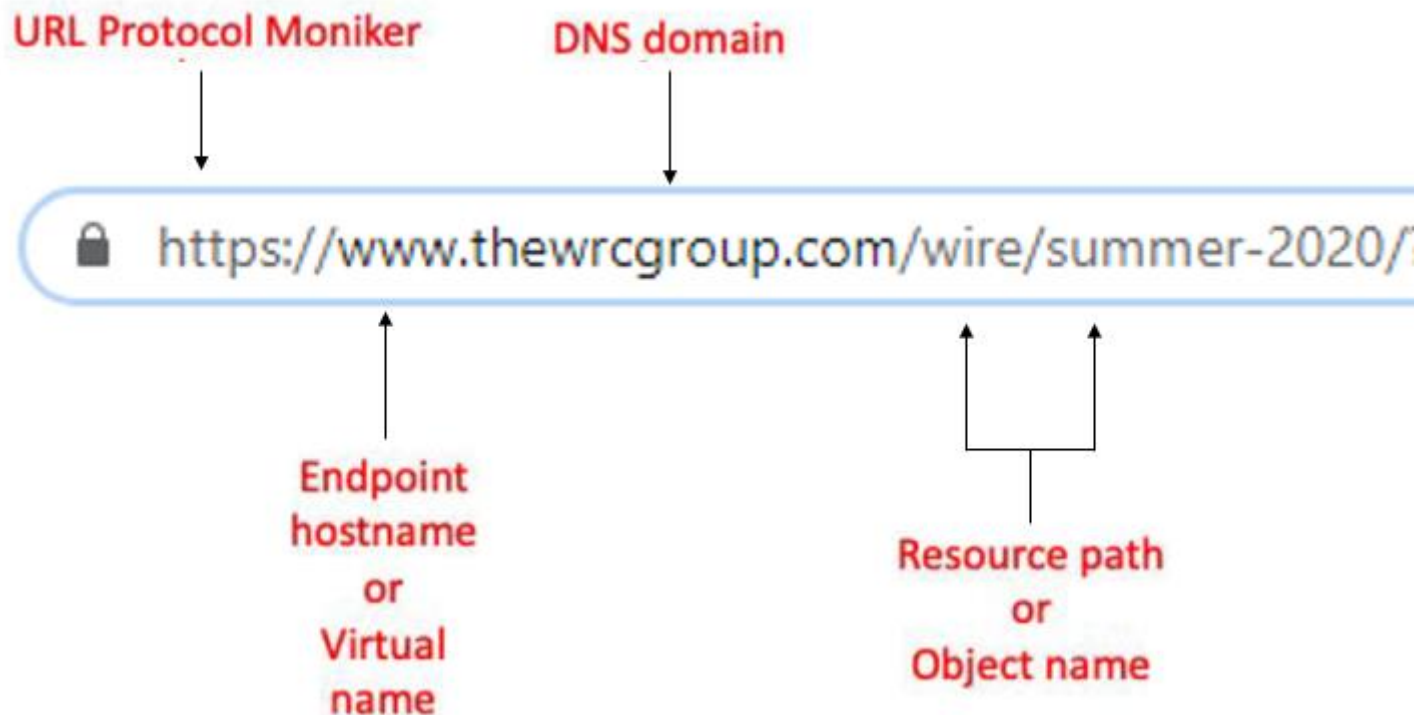 URL Protocol Moniker
DNS domain
https://www.thewrcgroup.com/wire/summer-2020/?
Endpoint
hostname
or
Virtual
name
Resource path
or
Object name